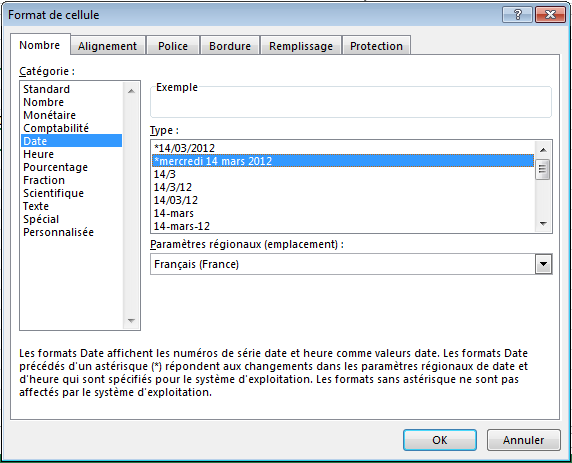 Format de cellule
Nombre Alignement Police Bordure Remplissage Protection
Catégorie :
Standard
Nombre
Monétaire
Comptabilité
Date
Heure
Pourcentage
Fraction
Scientifique
Texte
Spécial
Personnalisée
Exemple
Type :
*14/03/2012
*mercredi 14 mars 2012
14/3
14/3/12
14/03/12
14-mars
14-mars-12
Paramètres régionaux (emplacement) :
Français (France)
Les formats Date affichent les numéros de série date et heure comme valeurs date. Les formats Date
précédés d'un astérisque (*) répondent aux changements dans les paramètres régionaux de date et
d'heure qui sont spécifiés pour le système d'exploitation. Les formats sans astérisque ne sont pas
affectés par le système d'exploitation.
OK Annuler